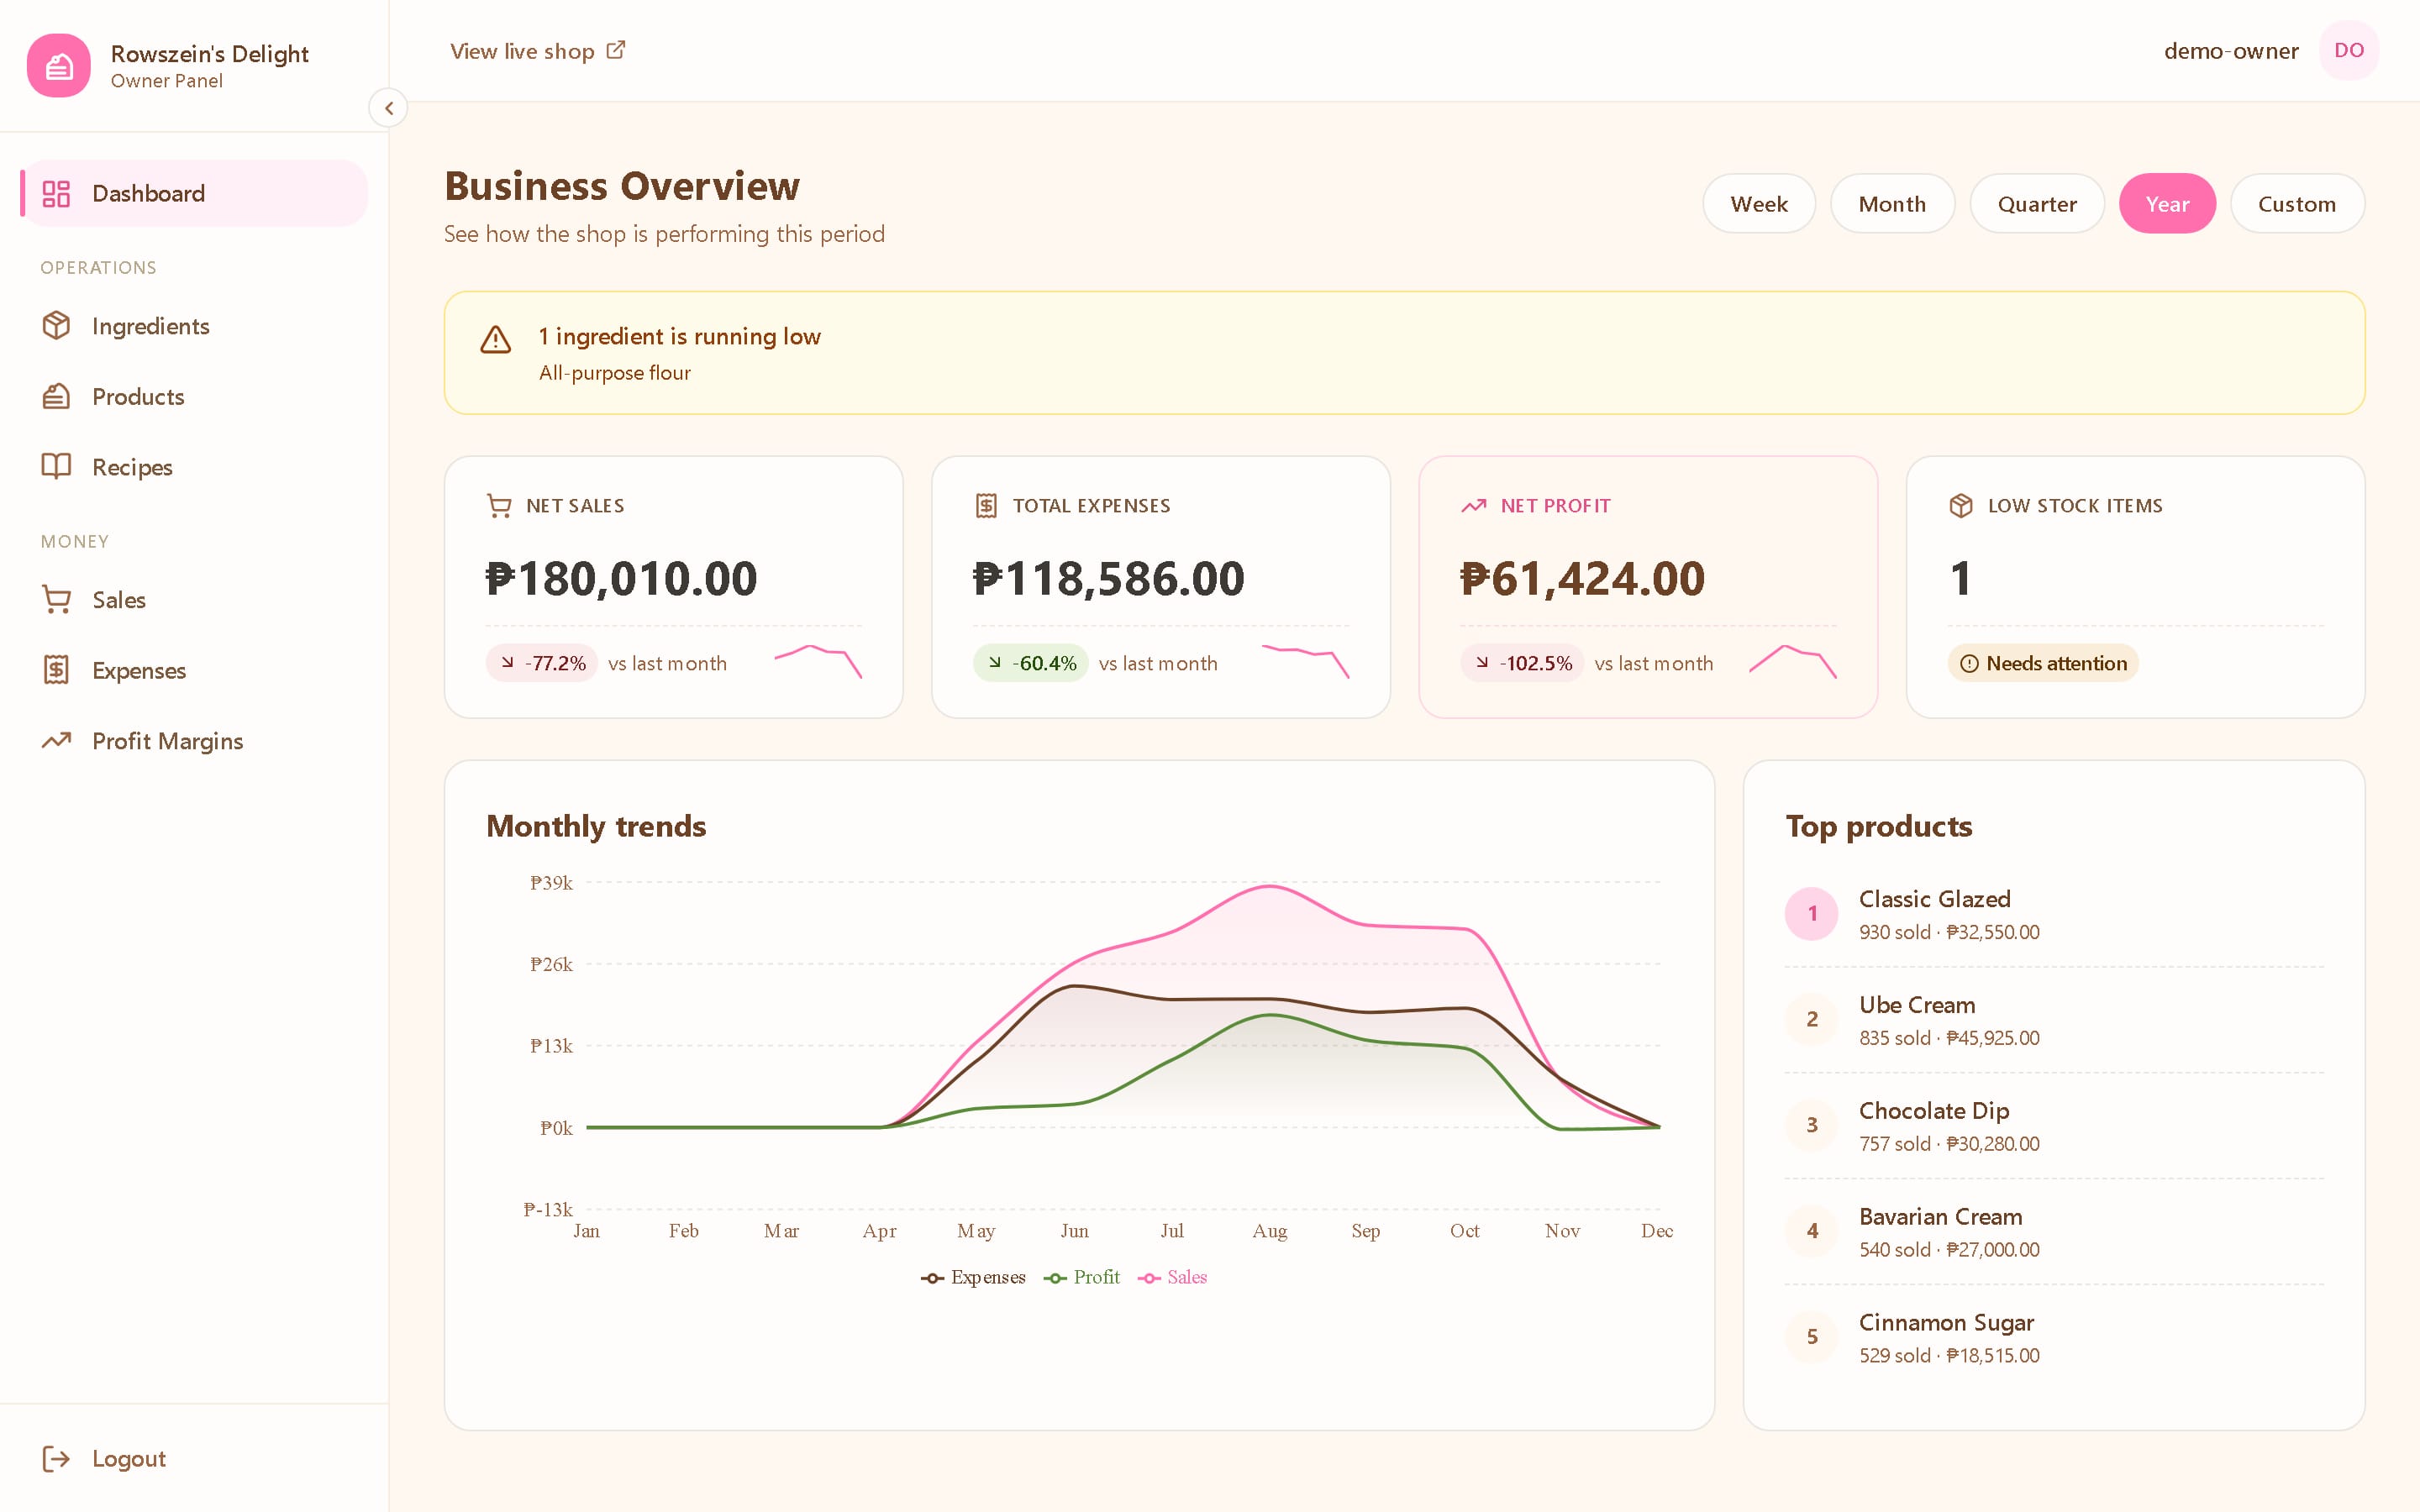 Rowszein's Delight
Owner Panel
View live shop
demo-owner
DO
Dashboard
OPERATIONS
Ingredients
Products
Recipes
MONEY
Sales
Expenses
Profit Margins
Logout
Business Overview
See how the shop is performing this period
Week
Month
Quarter
Year
Custom
1 ingredient is running low
All-purpose flour
NET SALES
₱180,010.00
-77.2% vs last month
TOTAL EXPENSES
₱118,586.00
-60.4% vs last month
NET PROFIT
₱61,424.00
-102.5% vs last month
LOW STOCK ITEMS
1
Needs attention
Monthly trends
₱39k
₱26k
₱13k
₱0k
₱-13k
Jan Feb Mar Apr May Jun Jul Aug Sep Oct Nov Dec
Expenses Profit Sales
Top products
1
Classic Glazed
930 sold · ₱32,550.00
2
Ube Cream
835 sold · ₱45,925.00
3
Chocolate Dip
757 sold · ₱30,280.00
4
Bavarian Cream
540 sold · ₱27,000.00
5
Cinnamon Sugar
529 sold · ₱18,515.00